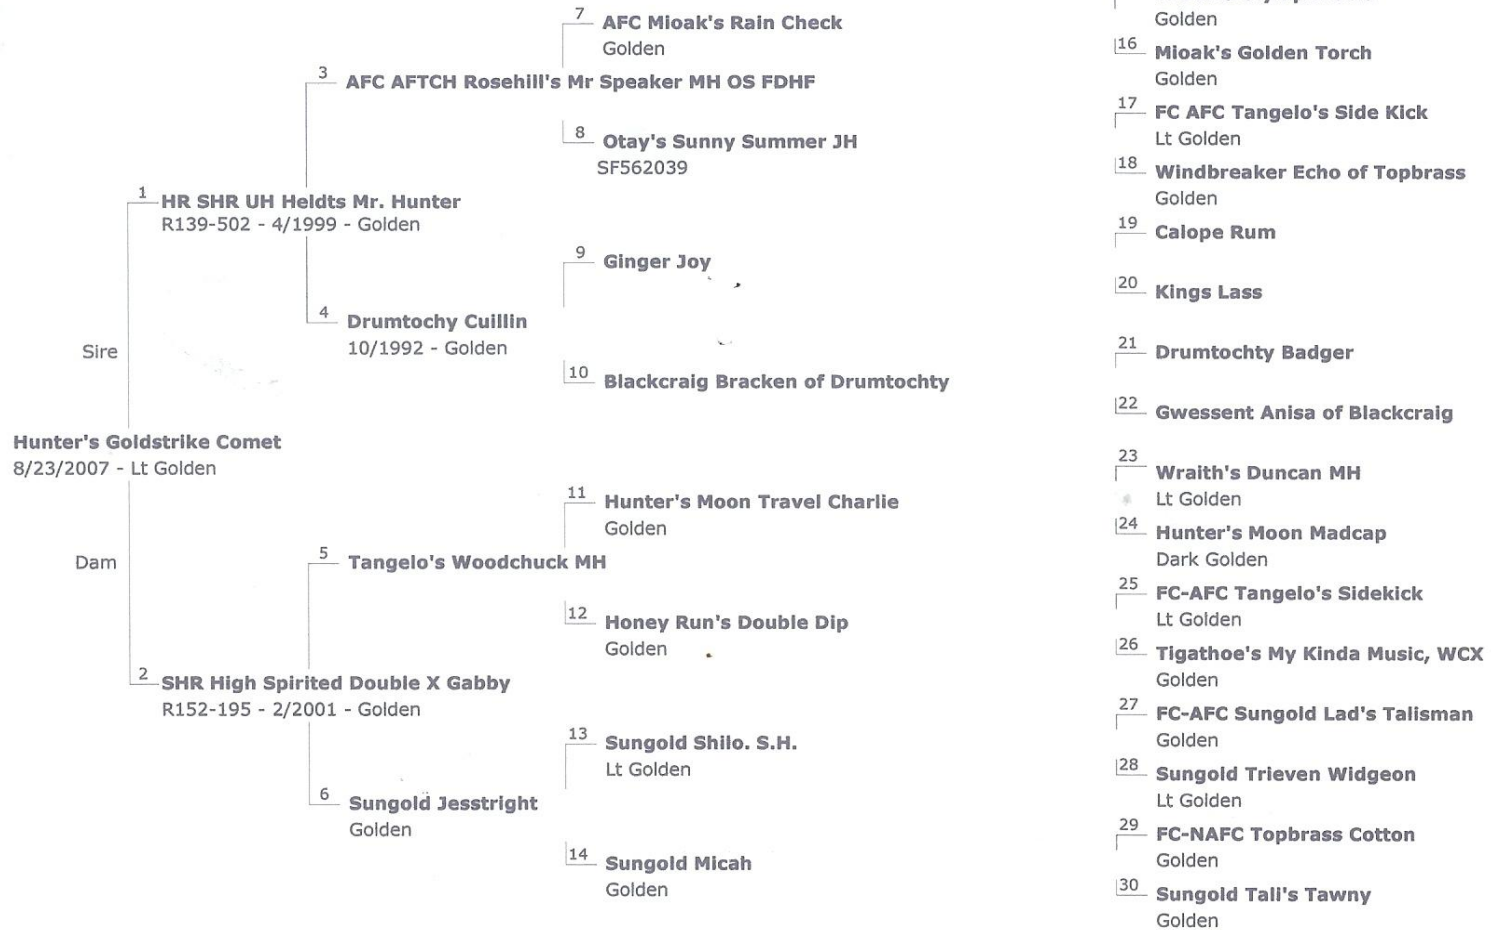 7
AFC Mioak's Rain Check
Golden
3
AFC AFTCH Rosehill's Mr Speaker MH OS FDHF
8
Otay's Sunny Summer JH
SF562039
1
HR SHR UH Heldts Mr. Hunter
R139-502 - 4/1999 - Golden
9
Ginger Joy
4
Drumtochy Cuillin
10/1992 - Golden
10
Blackcraig Bracken of Drumtochty
Sire
Hunter's Goldstrike Comet
8/23/2007 - Lt Golden
Dam
11
Hunter's Moon Travel Charlie
Golden
5
Tangelo's Woodchuck MH
12
Honey Run's Double Dip
Golden
2
SHR High Spirited Double X Gabby
R152-195 - 2/2001 - Golden
13
Sungold Shilo. S.H.
Lt Golden
6
Sungold Jesstright
Golden
14
Sungold Micah
Golden
Golden
16
Mioak's Golden Torch
Golden
17
FC AFC Tangelo's Side Kick
Lt Golden
18
Windbreaker Echo of Topbrass
Golden
19
Calope Rum
20
Kings Lass
21
Drumtochty Badger
22
Gwessent Anisa of Blackcraig
23
Wraith's Duncan MH
Lt Golden
24
Hunter's Moon Madcap
Dark Golden
25
FC-AFC Tangelo's Sidekick
Lt Golden
26
Tigathoe's My Kinda Music, WCX
Golden
27
FC-AFC Sungold Lad's Talisman
Golden
28
Sungold Trieven Widgeon
Lt Golden
29
FC-NAFC Topbrass Cotton
Golden
30
Sungold Tali's Tawny
Golden